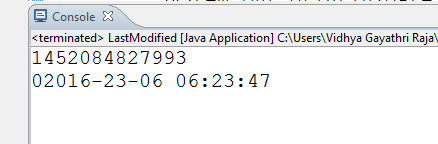 Console
<terminated> LastModified [Java Application] C:\Users\Vidhya Gayathri Raja\
1452084827993
02016-23-06 06:23:47